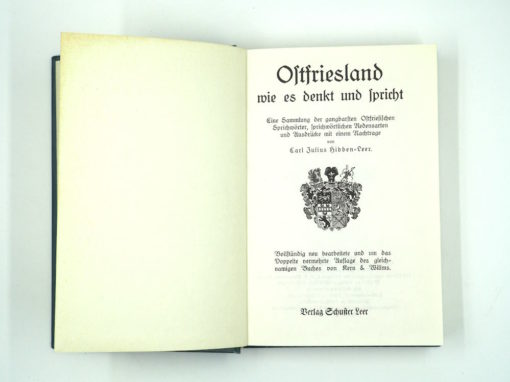 Ostfriesland
wie es denkt und spricht
Eine Sammlung der gangbarsten Ostfriesischen
Sprichwörter, sprichwörtlichen Redensarten
und Ausdrücke mit einem Nachtrage
von
Carl Julius Hibben-Leer.
Vollständig neu bearbeitete und um das
Doppelte vermehrte Auflage des gleich-
namigen Buches von Kern & Willms.
Verlag Schuster Leer